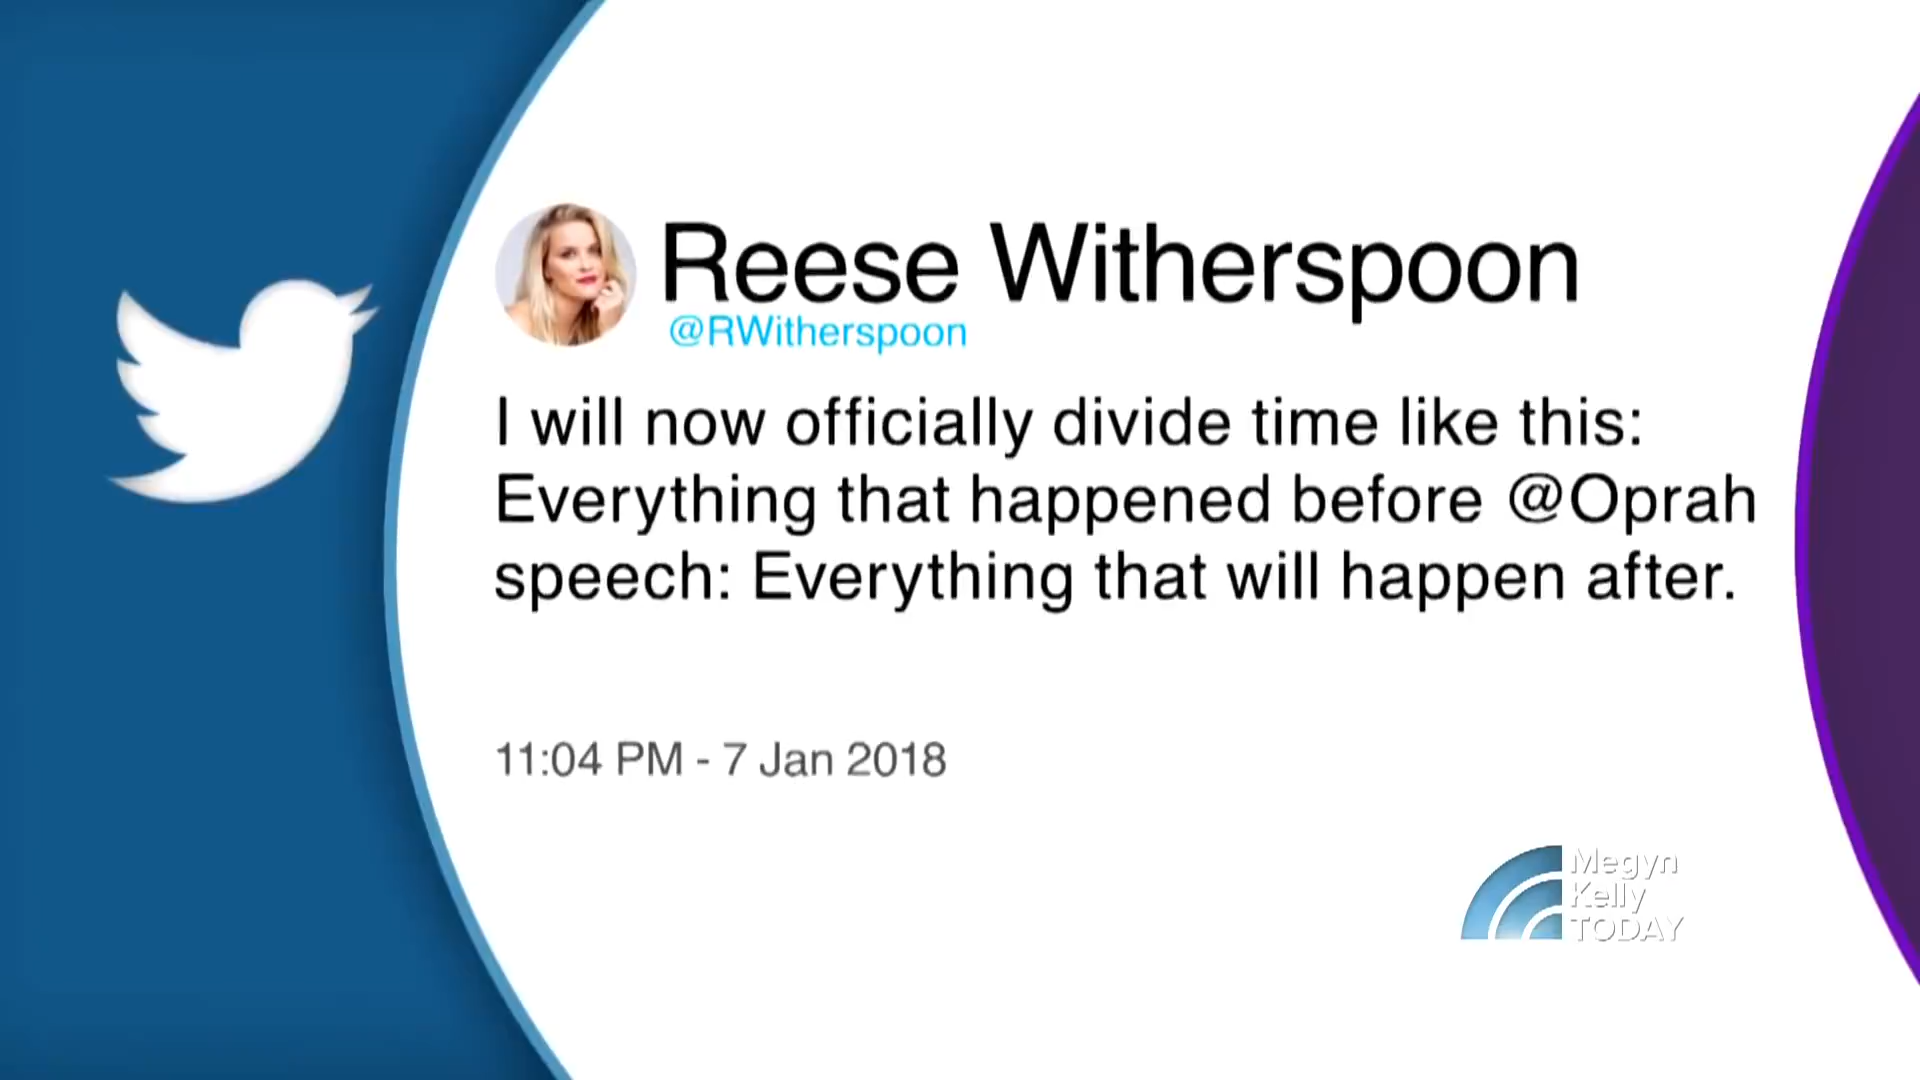 Reese Witherspoon
@RWitherspoon
I will now officially divide time like this:
Everything that happened before @Oprah
speech: Everything that will happen after.
11:04 PM - 7 Jan 2018
Megyn
Kelly
TODAY